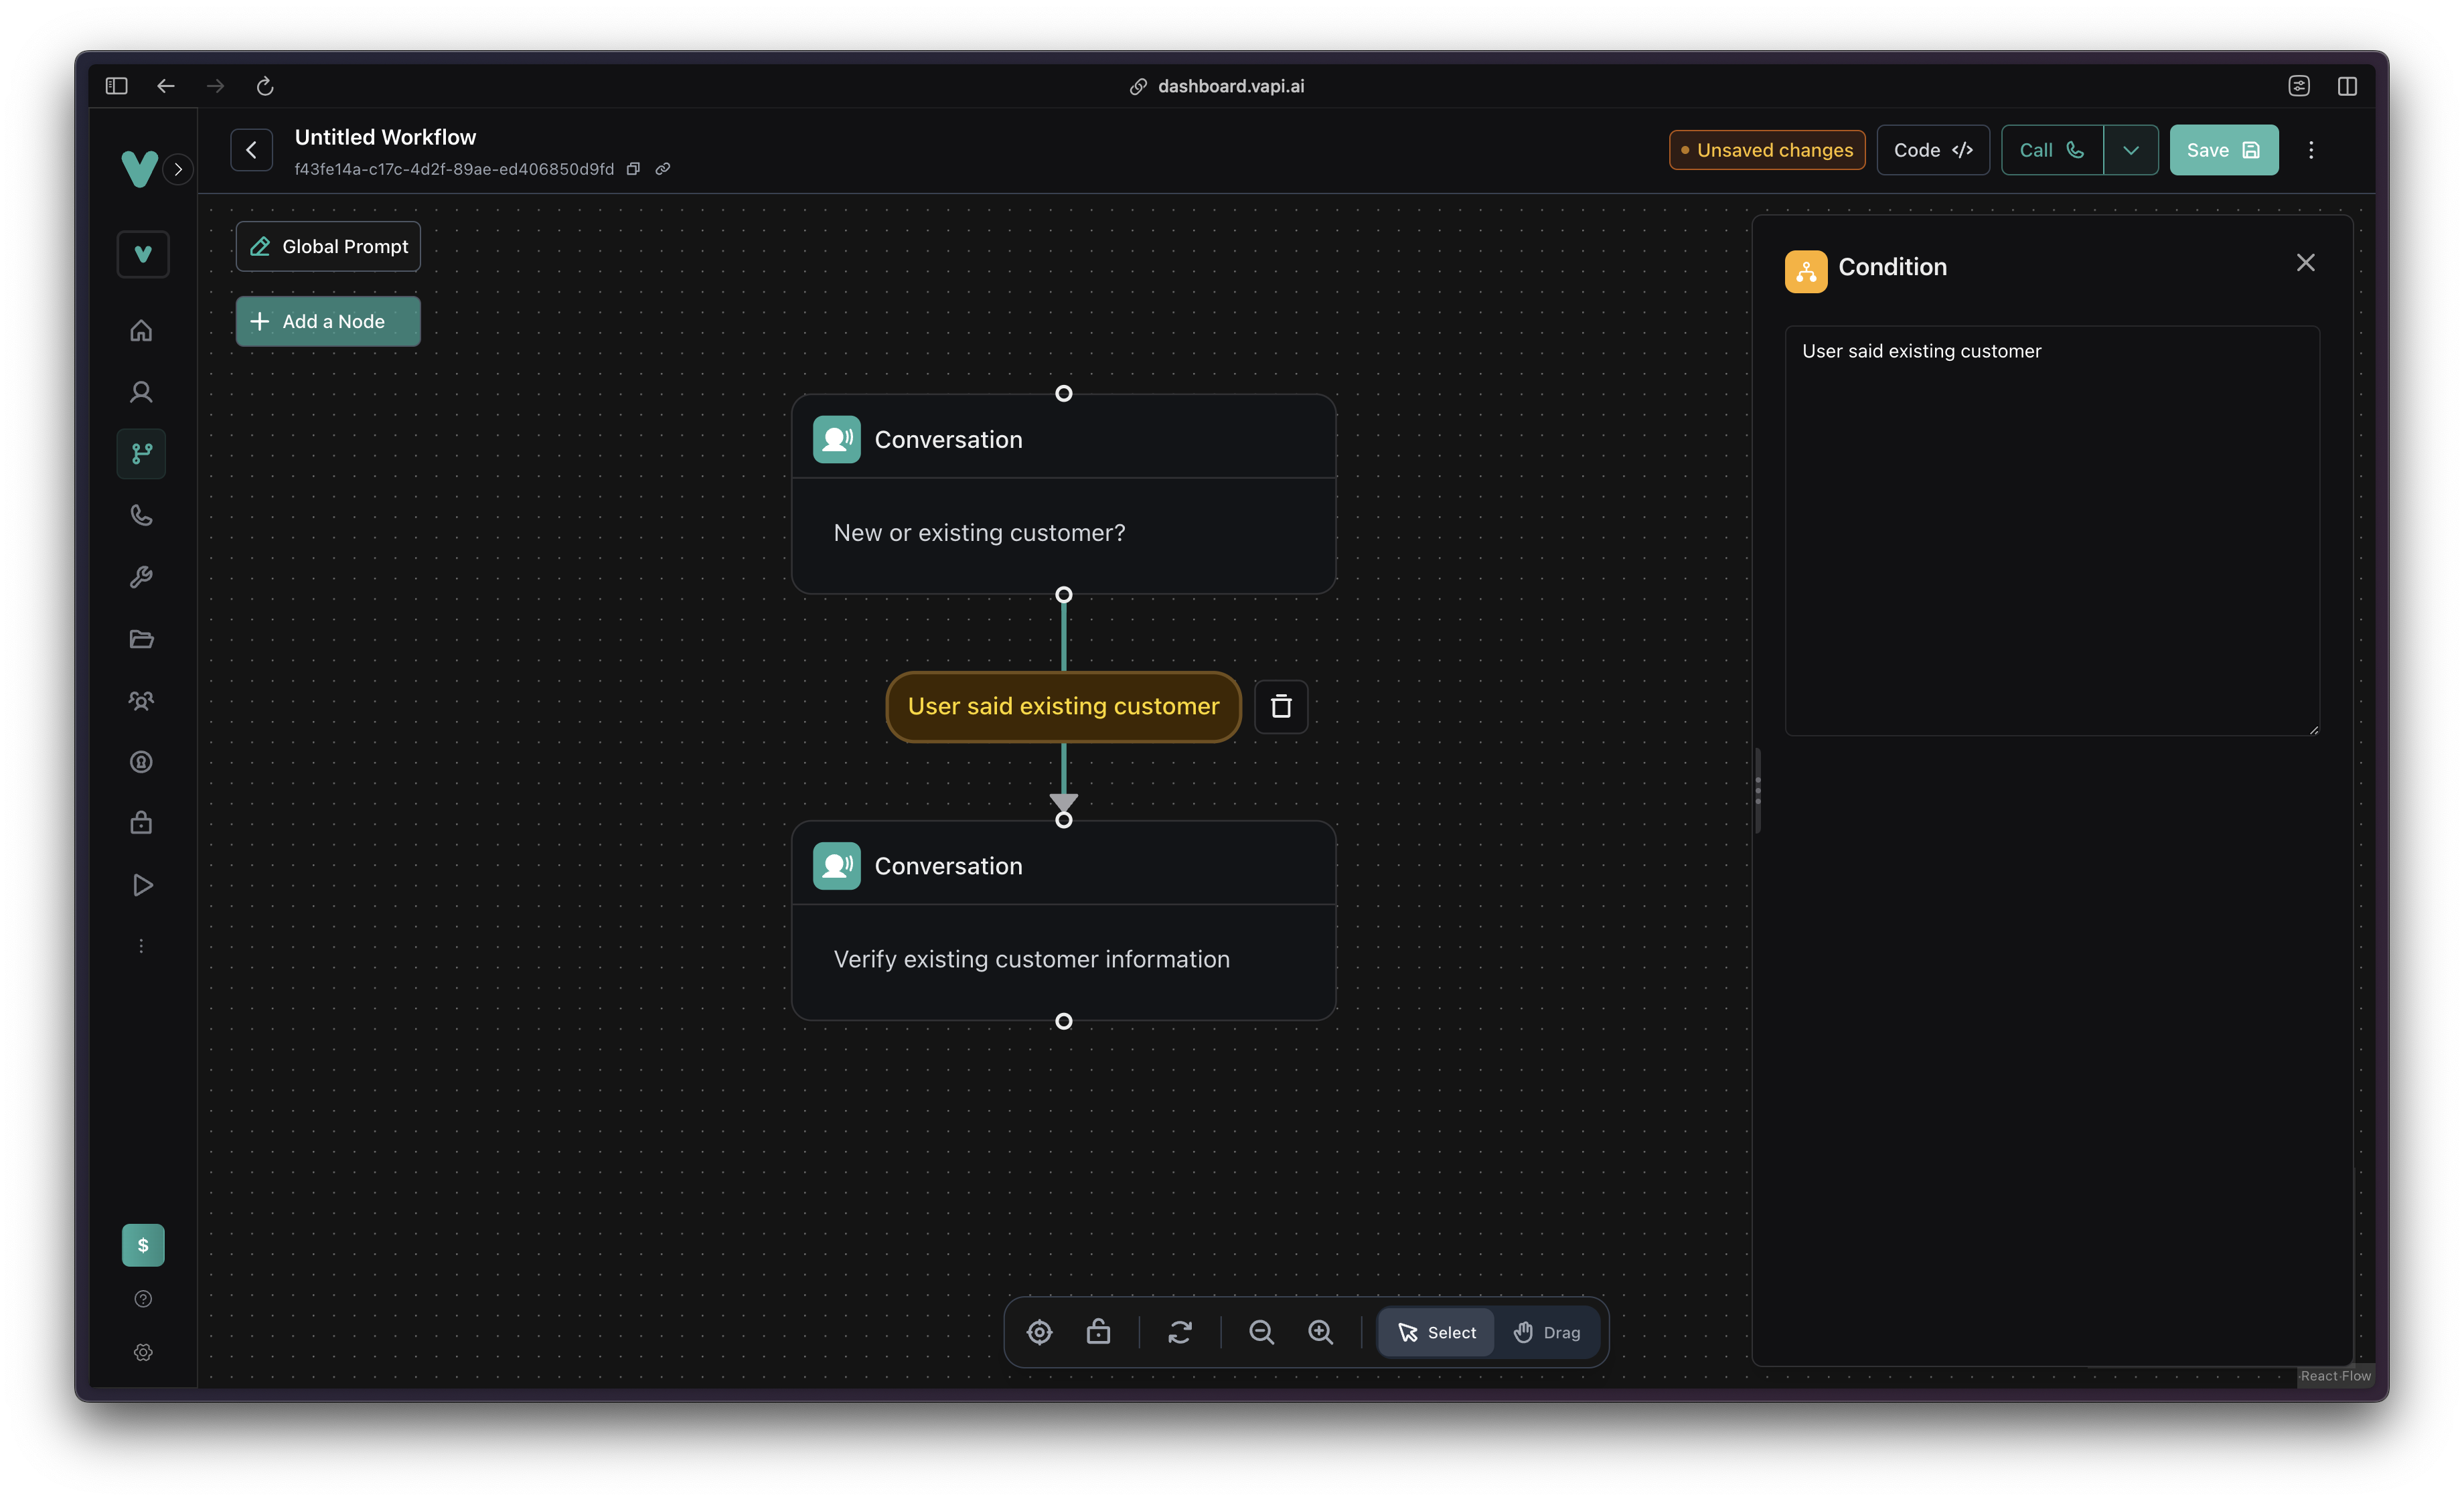 dashboard.vapi.ai
Untitled Workflow
f43fe14a-c17c-4d2f-89ae-ed406850d9fd
Unsaved changes
Code </>
Call
Save
Global Prompt
Add a Node
Condition
User said existing customer
Conversation
New or existing customer?
User said existing customer
Conversation
Verify existing customer information
$
Select
Drag
React Flow